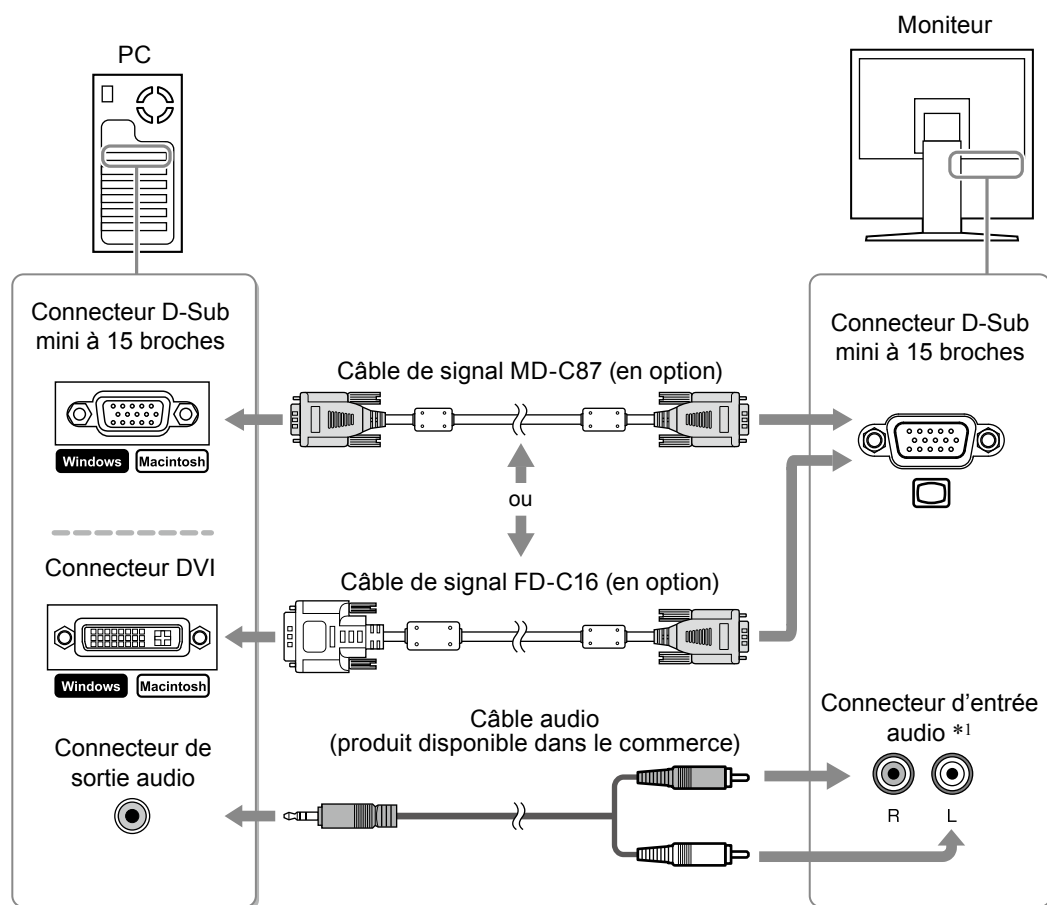 Moniteur
PC
Connecteur D-Sub
mini à 15 broches
Windows
Macintosh
Connecteur DVI
Windows
Macintosh
Connecteur de
sortie audio
Câble de signal MD-C87 (en option)
ou
Câble de signal FD-C16 (en option)
Câble audio
(produit disponible dans le commerce)
Connecteur D-Sub
mini à 15 broches
Connecteur d’entrée
audio *1
R
L